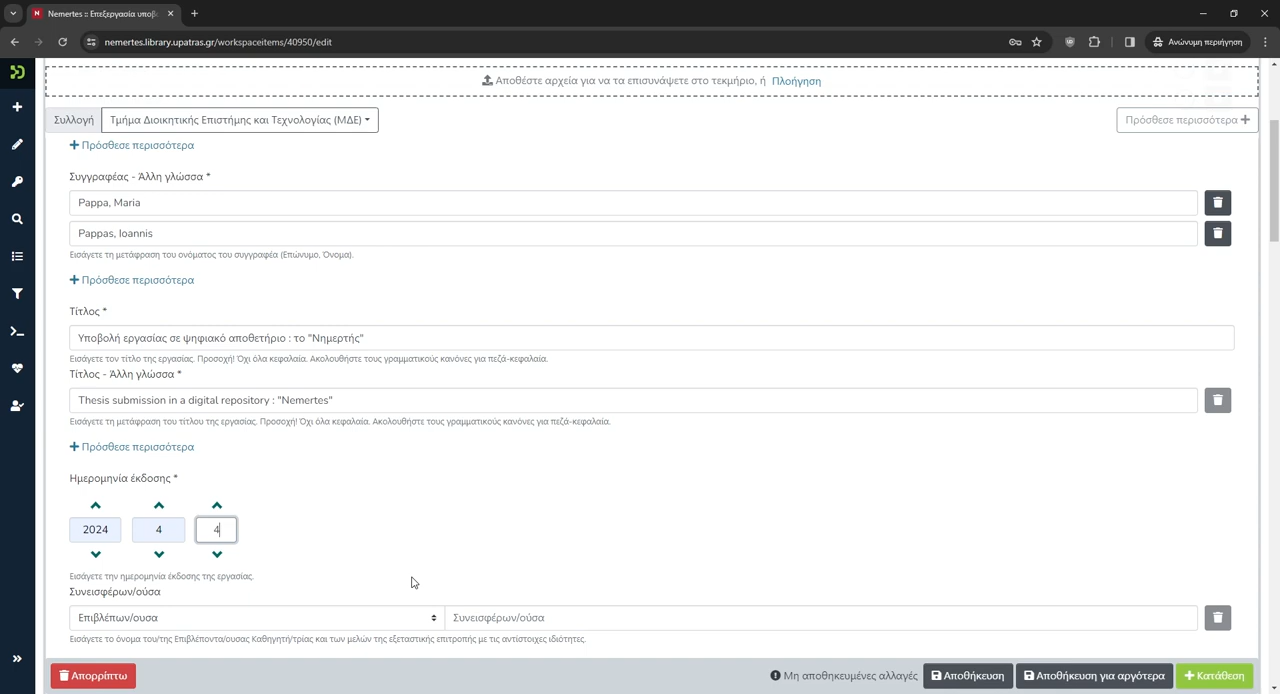 Nemertes :: Επεξεργασία υποβ
nemertes.library.upatras.gr/workspaceitems/40950/edit
Ανώνυμη περιήγηση
Αποθέστε αρχεία για να τα επισυνάψετε στο τεκμήριο, ή Πλοήγηση
Συλλογή Τμήμα Διοικητικής Επιστήμης και Τεχνολογίας (ΜΔΕ)
Πρόσθεσε περισσότερα +
+ Πρόσθεσε περισσότερα
Συγγραφέας - Άλλη γλώσσα *
Pappa, Maria
Pappas, Ioannis
Εισάγετε τη μετάφραση του ονόματος του συγγραφέα (Επώνυμο, Όνομα).
+ Πρόσθεσε περισσότερα
Τίτλος *
Υποβολή εργασίας σε ψηφιακό αποθετήριο : το "Νημερτής"
Εισάγετε τον τίτλο της εργασίας. Προσοχή! Όχι όλα κεφαλαία. Ακολουθήστε τους γραμματικούς κανόνες για πεζά-κεφαλαία.
Τίτλος - Άλλη γλώσσα *
Thesis submission in a digital repository : "Nemertes"
Εισάγετε τη μετάφραση του τίτλου της εργασίας. Προσοχή! Όχι όλα κεφαλαία. Ακολουθήστε τους γραμματικούς κανόνες για πεζά-κεφαλαία.
+ Πρόσθεσε περισσότερα
Ημερομηνία έκδοσης *
2024 4 4
Εισάγετε την ημερομηνία έκδοσης της εργασίας.
Συνεισφέρων/ούσα
Επιβλέπων/ουσα Συνεισφέρων/ούσα
Εισάγετε το όνομα του/της Επιβλέποντα/ουσας Καθηγητή/τρίας και των μελών της εξεταστικής επιτροπής με τις αντίστοιχες ιδιότητες.
Απορρίπτω
Μη αποθηκευμένες αλλαγές
Αποθήκευση
Αποθήκευση για αργότερα
+ Κατάθεση